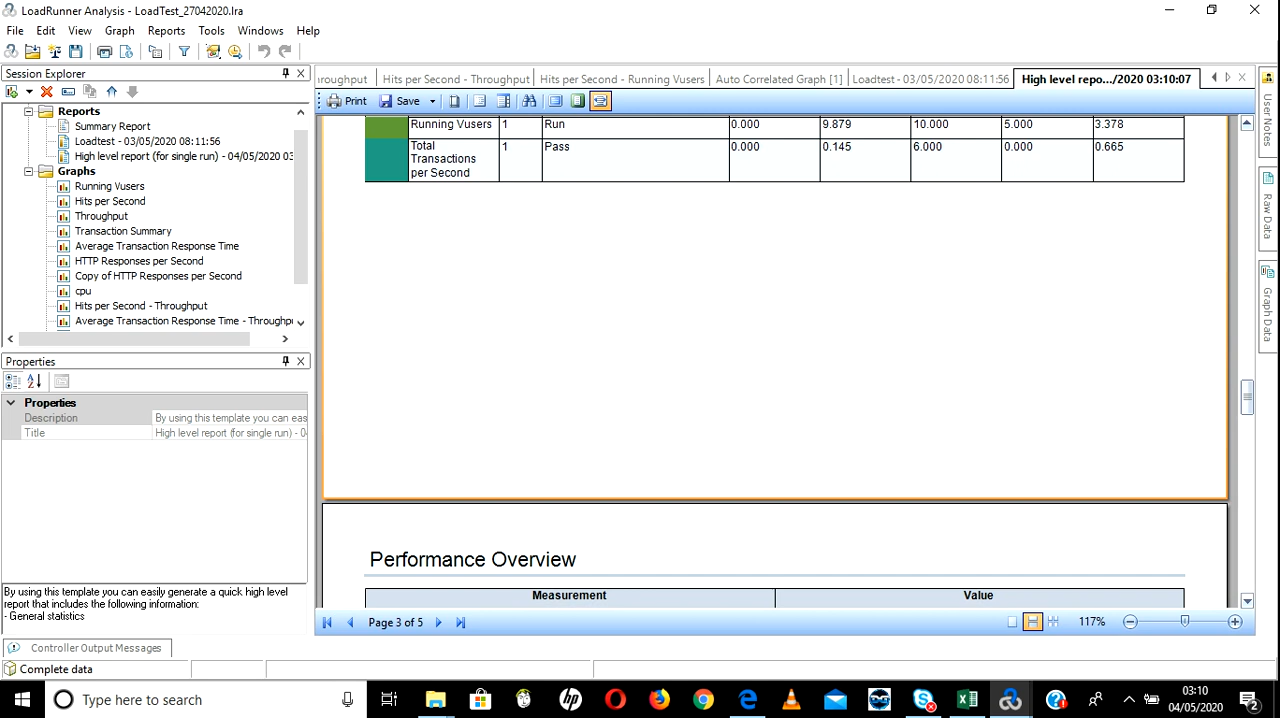 LoadRunner Analysis - LoadTest_27042020.lra
File Edit View Graph Reports Tools Windows Help
Session Explorer
Reports
Summary Report
Loadtest - 03/05/2020 08:11:56
High level report (for single run) - 04/05/2020 03
Graphs
Running Vusers
Hits per Second
Throughput
Transaction Summary
Average Transaction Response Time
HTTP Responses per Second
Copy of HTTP Responses per Second
cpu
Hits per Second - Throughput
Average Transaction Response Time - Throughp
Properties
Properties
Description By using this template you can eas
Title High level report (for single run) - 0
By using this template you can easily generate a quick high level
report that includes the following information:
- General statistics
Controller Output Messages
Complete data
roughput Hits per Second - Throughput Hits per Second - Running Vusers Auto Correlated Graph [1] Loadtest - 03/05/2020 08:11:56 High level repo.../2020 03:10:07
Print Save
Running Vusers 1 Run 0.000 9.879 10.000 5.000 3.378
Total
Transactions
per Second 1 Pass 0.000 0.145 6.000 0.000 0.665
Performance Overview
Measurement Value
Page 3 of 5 117%
User Notes
Raw Data
Graph Data
Type here to search
03:10
04/05/2020
2